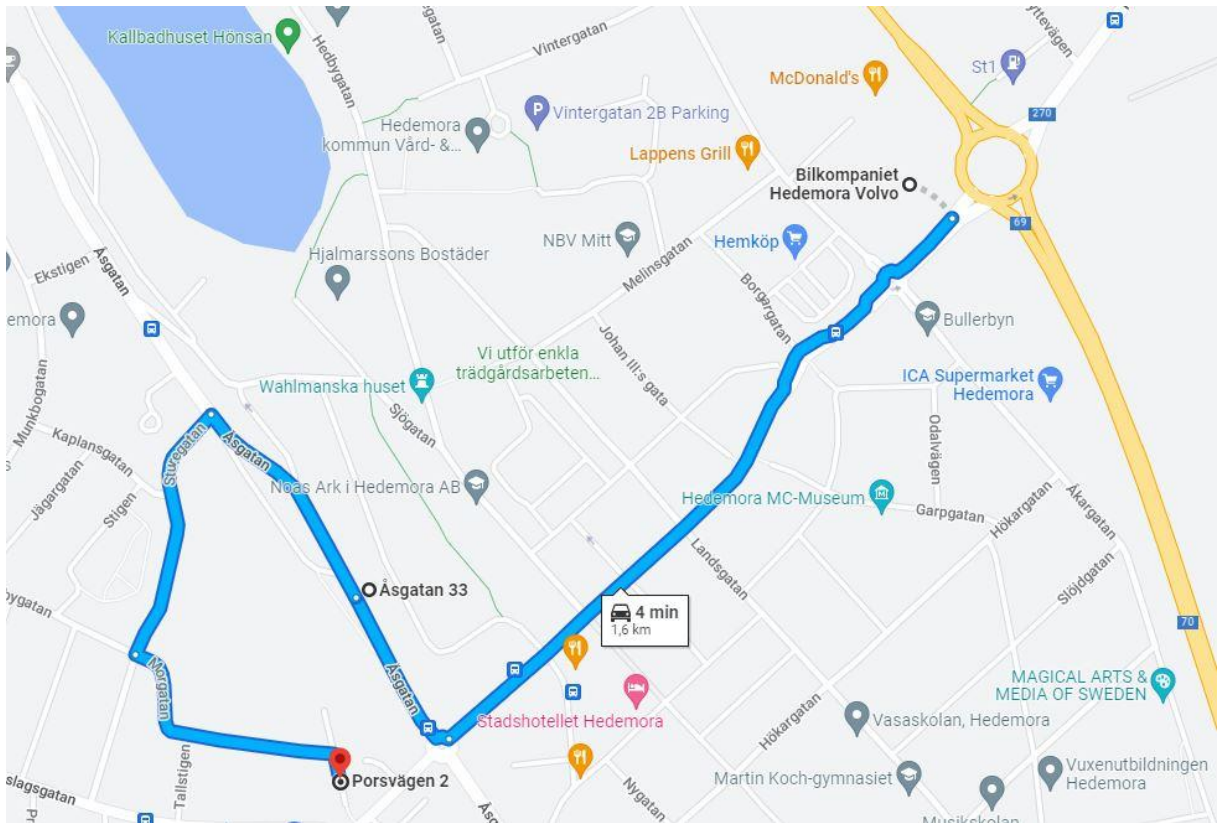 Kallbadhuset Hönsan
Hedbygatan
Vintergatan
McDonald's
St1
270
Hedemora
kommun Vård- &...
P
Vintergatan 2B Parking
Lappens Grill
Bilkompaniet
Hedemora Volvo
69
Åsgatan
Ekstigen
Hjalmarssons Bostäder
NBV Mitt
Melinsgatan
Hemköp
Borgargatan
Bullerbyn
emora
Munkbogatan
Vi utför enkla
trädgårdsarbeten...
Johan III:s gata
Wahlmanska huset
Sjögatan
ICA Supermarket
Hedemora
Odalvägen
Kaplansgatan
Sturegatan
Åsgatan
Jägargatan
Stigen
Noas Ark i Hedemora AB
Hedemora MC-Museum
Garpgatan
Hökargatan
Åkargatan
Landsgatan
Slöjdgatan
Åsgatan 33
4 min
1,6 km
70
bygatan
Morgatan
Åsgatan
Stadshotellet Hedemora
Hökargatan
MAGICAL ARTS &
MEDIA OF SWEDEN
Vasaskolan, Hedemora
Porsvägen 2
Tallstigen
slagsgatan
Nygatan
Martin Koch-gymnasiet
Vuxenutbildningen
Hedemora
Musikskolan